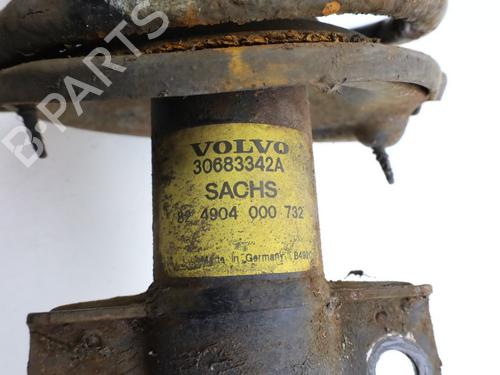 B-PARTS
VOLVO
30683342A
SACHS
82 4904 000 732
Made in Germany